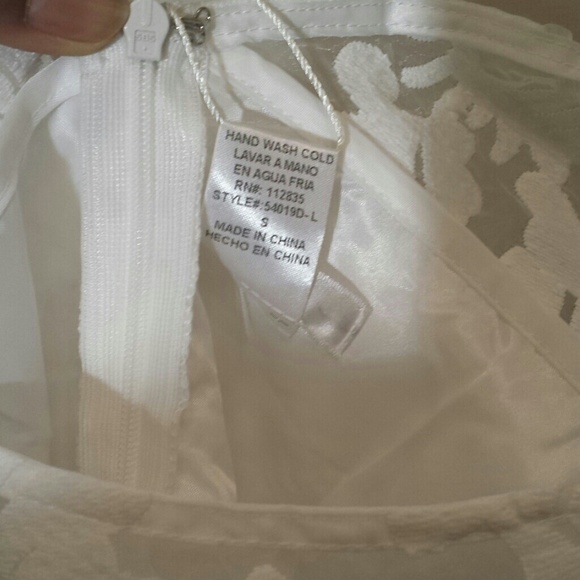 HAND WASH COLD
LAVAR A MANO
EN AGUA FRIA
RN#: 112835
STYLE#:54019D-L
S
MADE IN CHINA
HECHO EN CHINA